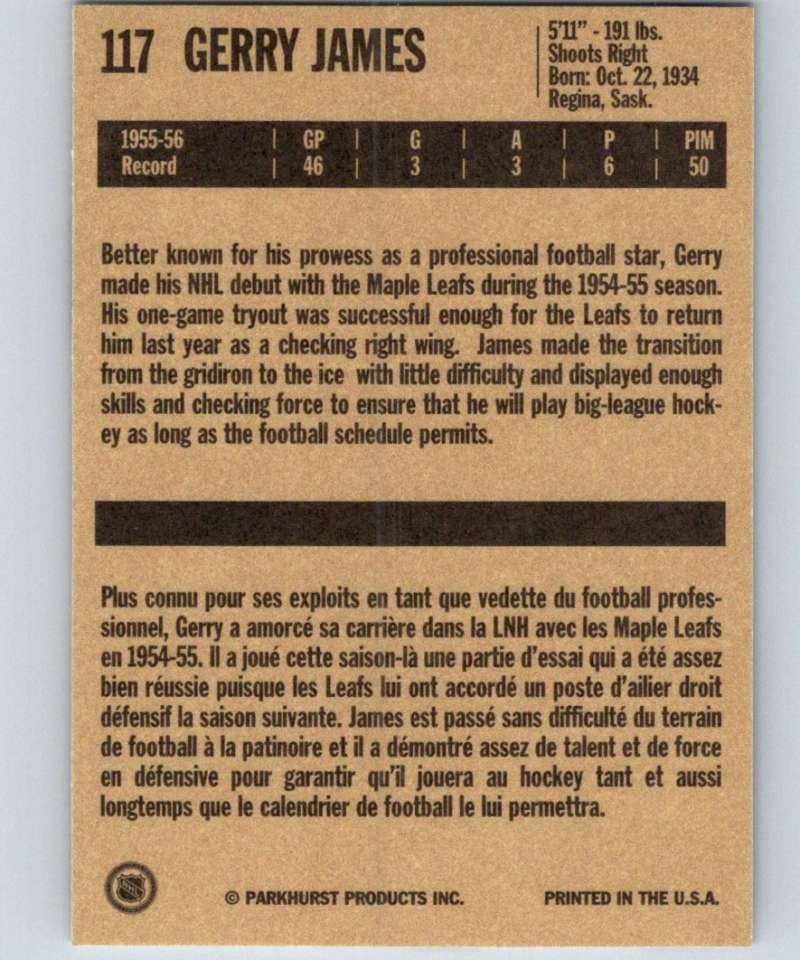 117 GERRY JAMES
5'11" - 191 lbs.
Shoots Right
Born: Oct. 22, 1934
Regina, Sask.
1955-56 | GP | G | A | P | PIM
Record | 46 | 3 | 3 | 6 | 50
Better known for his prowess as a professional football star, Gerry
made his NHL debut with the Maple Leafs during the 1954-55 season.
His one-game tryout was successful enough for the Leafs to return
him last year as a checking right wing. James made the transition
from the gridiron to the ice with little difficulty and displayed enough
skills and checking force to ensure that he will play big-league hock-
ey as long as the football schedule permits.
Plus connu pour ses exploits en tant que vedette du football profes-
sionnel, Gerry a amorcé sa carrière dans la LNH avec les Maple Leafs
en 1954-55. Il a joué cette saison-là une partie d'essai qui a été assez
bien réussie puisque les Leafs lui ont accordé un poste d'ailier droit
défensif la saison suivante. James est passé sans difficulté du terrain
de football à la patinoire et il a démontré assez de talent et de force
en défensive pour garantir qu'il jouera au hockey tant et aussi
longtemps que le calendrier de football le lui permettra.
© PARKHURST PRODUCTS INC. PRINTED IN THE U.S.A.